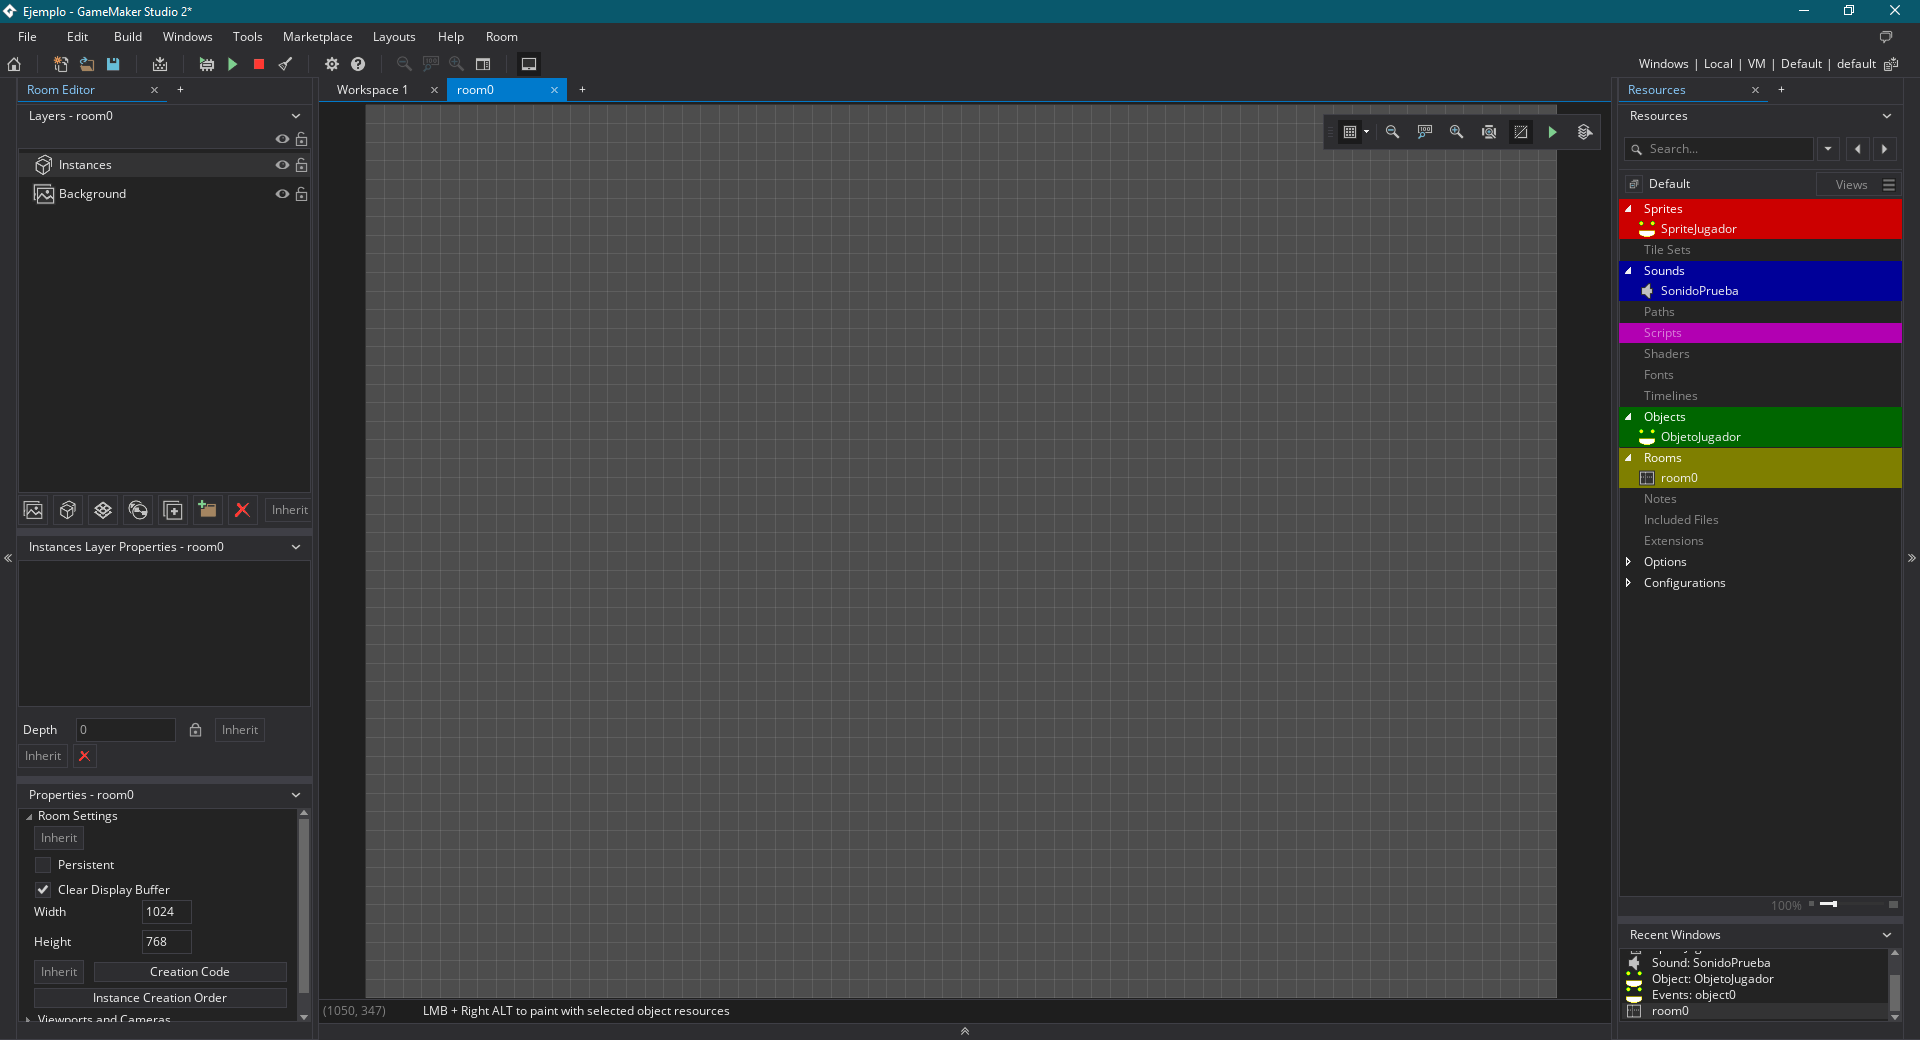 Ejemplo - GameMaker Studio 2*
File Edit Build Windows Tools Marketplace Layouts Help Room
Windows | Local | VM | Default | default
Room Editor
Layers - room0
Instances
Background
Inherit
Instances Layer Properties - room0
Depth 0 Inherit
Inherit
Properties - room0
Room Settings
Inherit
Persistent
Clear Display Buffer
Width 1024
Height 768
Inherit Creation Code
Instance Creation Order
Viewports and Cameras
Workspace 1 room0
(1050, 347) LMB + Right ALT to paint with selected object resources
Resources
Resources
Search...
Default Views
Sprites
SpriteJugador
Tile Sets
Sounds
SonidoPrueba
Paths
Scripts
Shaders
Fonts
Timelines
Objects
ObjetoJugador
Rooms
room0
Notes
Included Files
Extensions
Options
Configurations
100%
Recent Windows
Sound: SonidoPrueba
Object: ObjetoJugador
Events: object0
room0